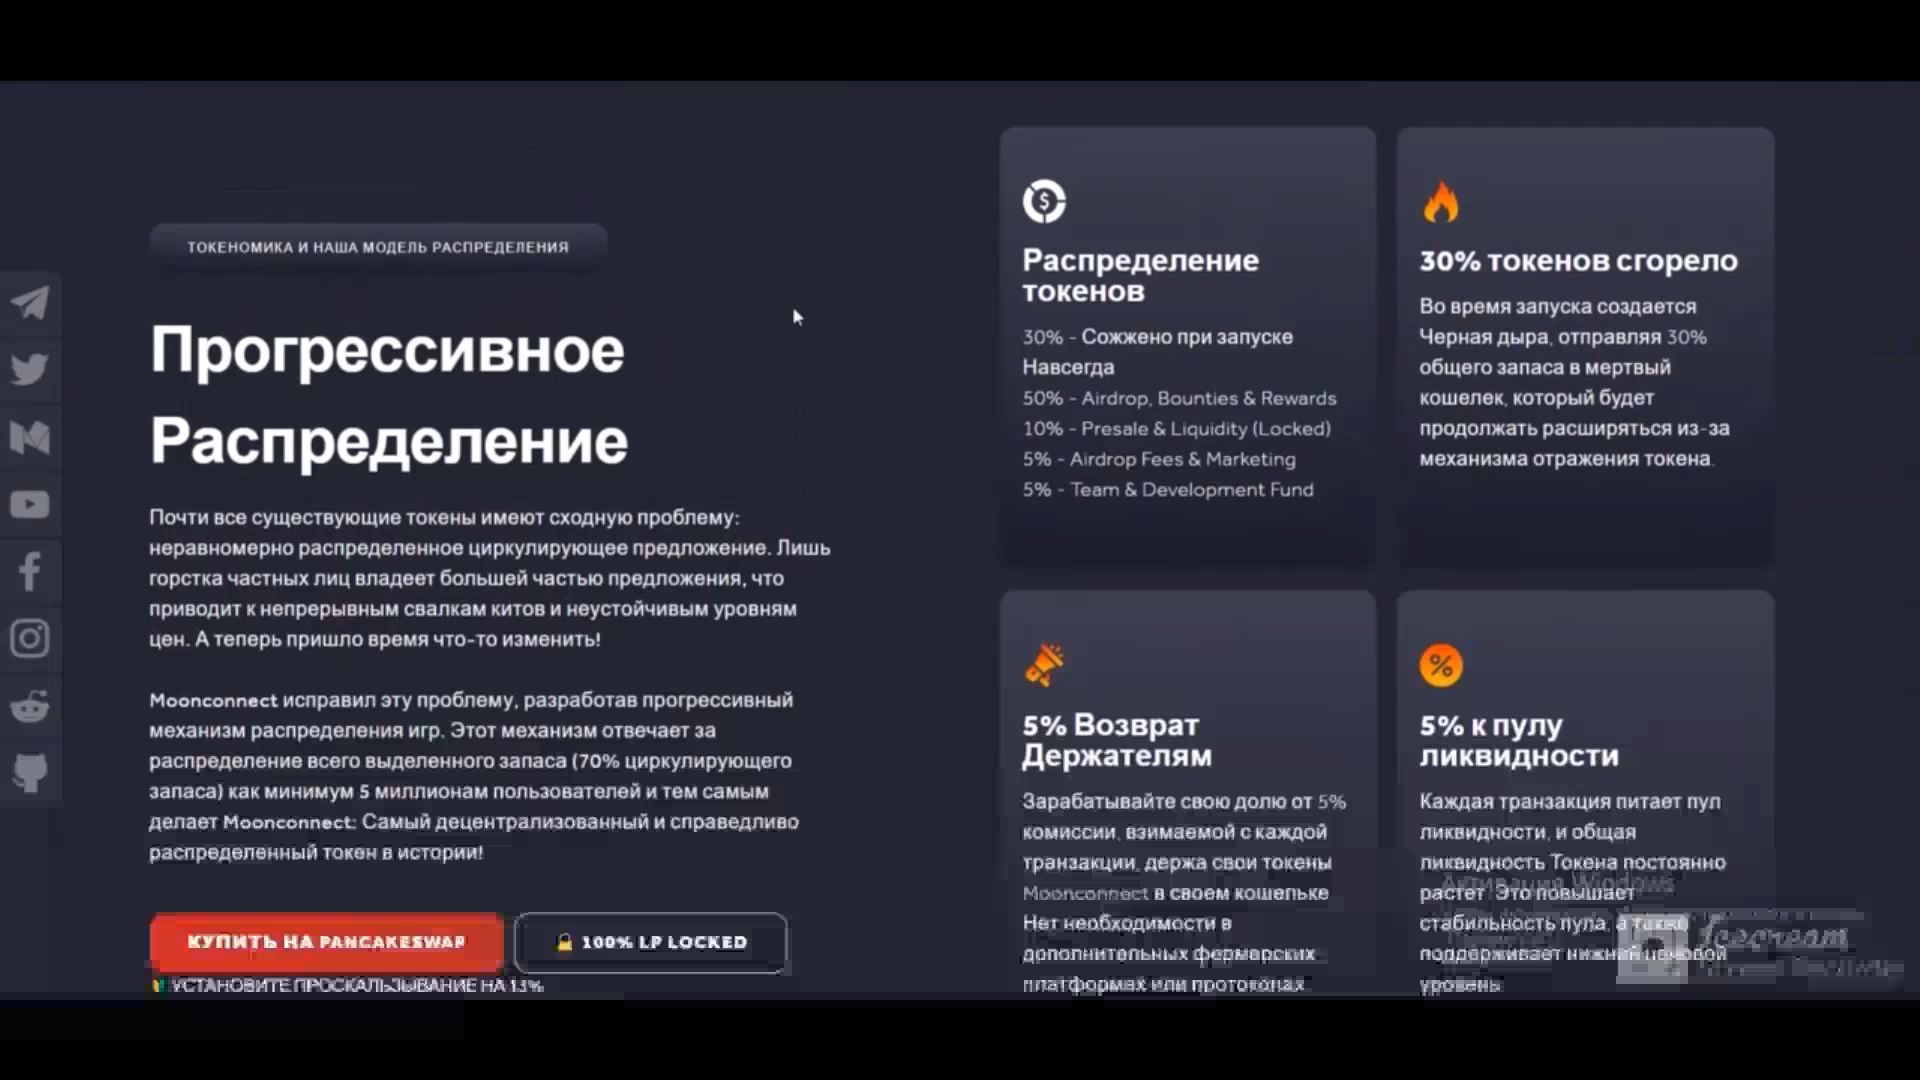 ТОКЕНОМИКА И НАША МОДЕЛЬ РАСПРЕДЕЛЕНИЯ
Прогрессивное
Распределение
Почти все существующие токены имеют сходную проблему:
неравномерно распределенное циркулирующее предложение. Лишь
горстка частных лиц владеет большей частью предложения, что
приводит к непрерывным свалкам китов и неустойчивым уровням
цен. А теперь пришло время что-то изменить!
Moonconnect исправил эту проблему, разработав прогрессивный
механизм распределения игр. Этот механизм отвечает за
распределение всего выделенного запаса (70% циркулирующего
запаса) как минимум 5 миллионам пользователей и тем самым
делает Moonconnect: Самый децентрализованный и справедливо
распределенный токен в истории!
КУПИТЬ НА PANCAKESWAP
100% LP LOCKED
УСТАНОВИТЕ ПРОСКАЛЬЗЫВАНИЕ НА 13%
Распределение
токенов
30% - Сожжено при запуске
Навсегда
50% - Airdrop, Bounties & Rewards
10% - Presale & Liquidity (Locked)
5% - Airdrop Fees & Marketing
5% - Team & Development Fund
30% токенов сгорело
Во время запуска создается
Черная дыра, отправляя 30%
общего запаса в мертвый
кошелек, который будет
продолжать расширяться из-за
механизма отражения токена.
5% Возврат
Держателям
Зарабатывайте свою долю от 5%
комиссии, взимаемой с каждой
транзакции, держа свои токены
Moonconnect в своем кошельке
Нет необходимости в
дополнительных фермерских
платформах или протоколах
5% к пулу
ликвидности
Каждая транзакция питает пул
ликвидности, и общая
ликвидность Токена постоянно
растет. Это повышает
стабильность пула, а также
поддерживает нижний ценовой
уровень
Активация Windows
Icecream